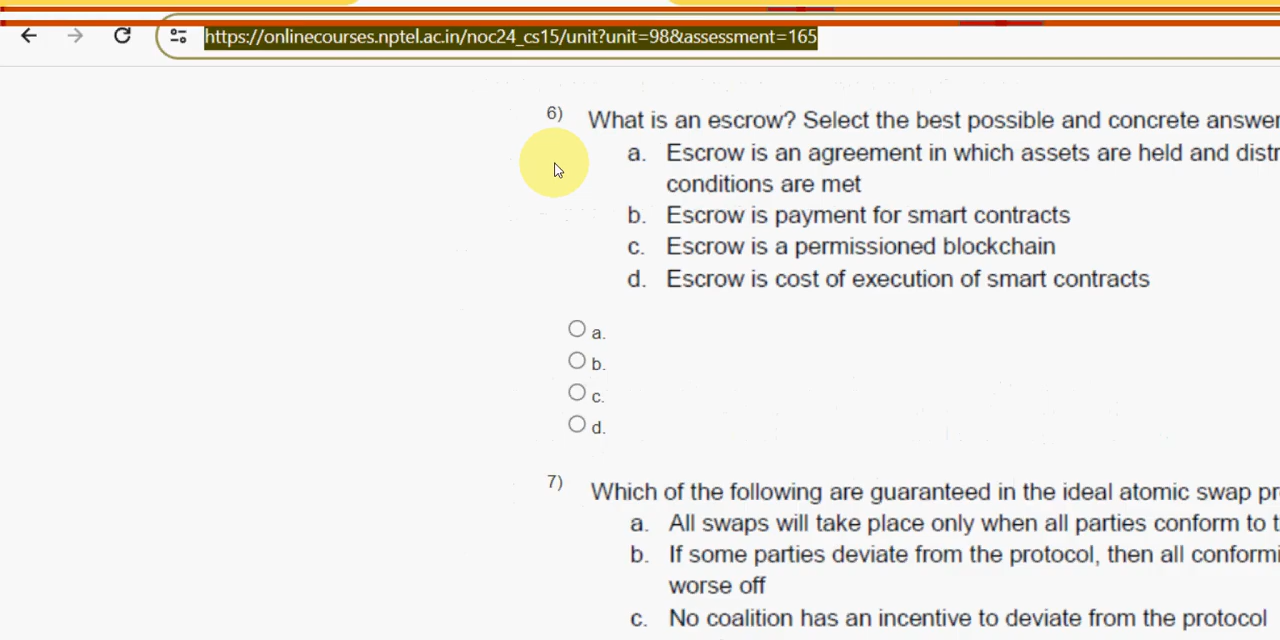 https://onlinecourses.nptel.ac.in/noc24_cs15/unit?unit=98&assessment=165
6) What is an escrow? Select the best possible and concrete answer
a. Escrow is an agreement in which assets are held and distr
conditions are met
b. Escrow is payment for smart contracts
c. Escrow is a permissioned blockchain
d. Escrow is cost of execution of smart contracts
a.
b.
c.
d.
7) Which of the following are guaranteed in the ideal atomic swap pr
a. All swaps will take place only when all parties conform to t
b. If some parties deviate from the protocol, then all conformi
worse off
c. No coalition has an incentive to deviate from the protocol